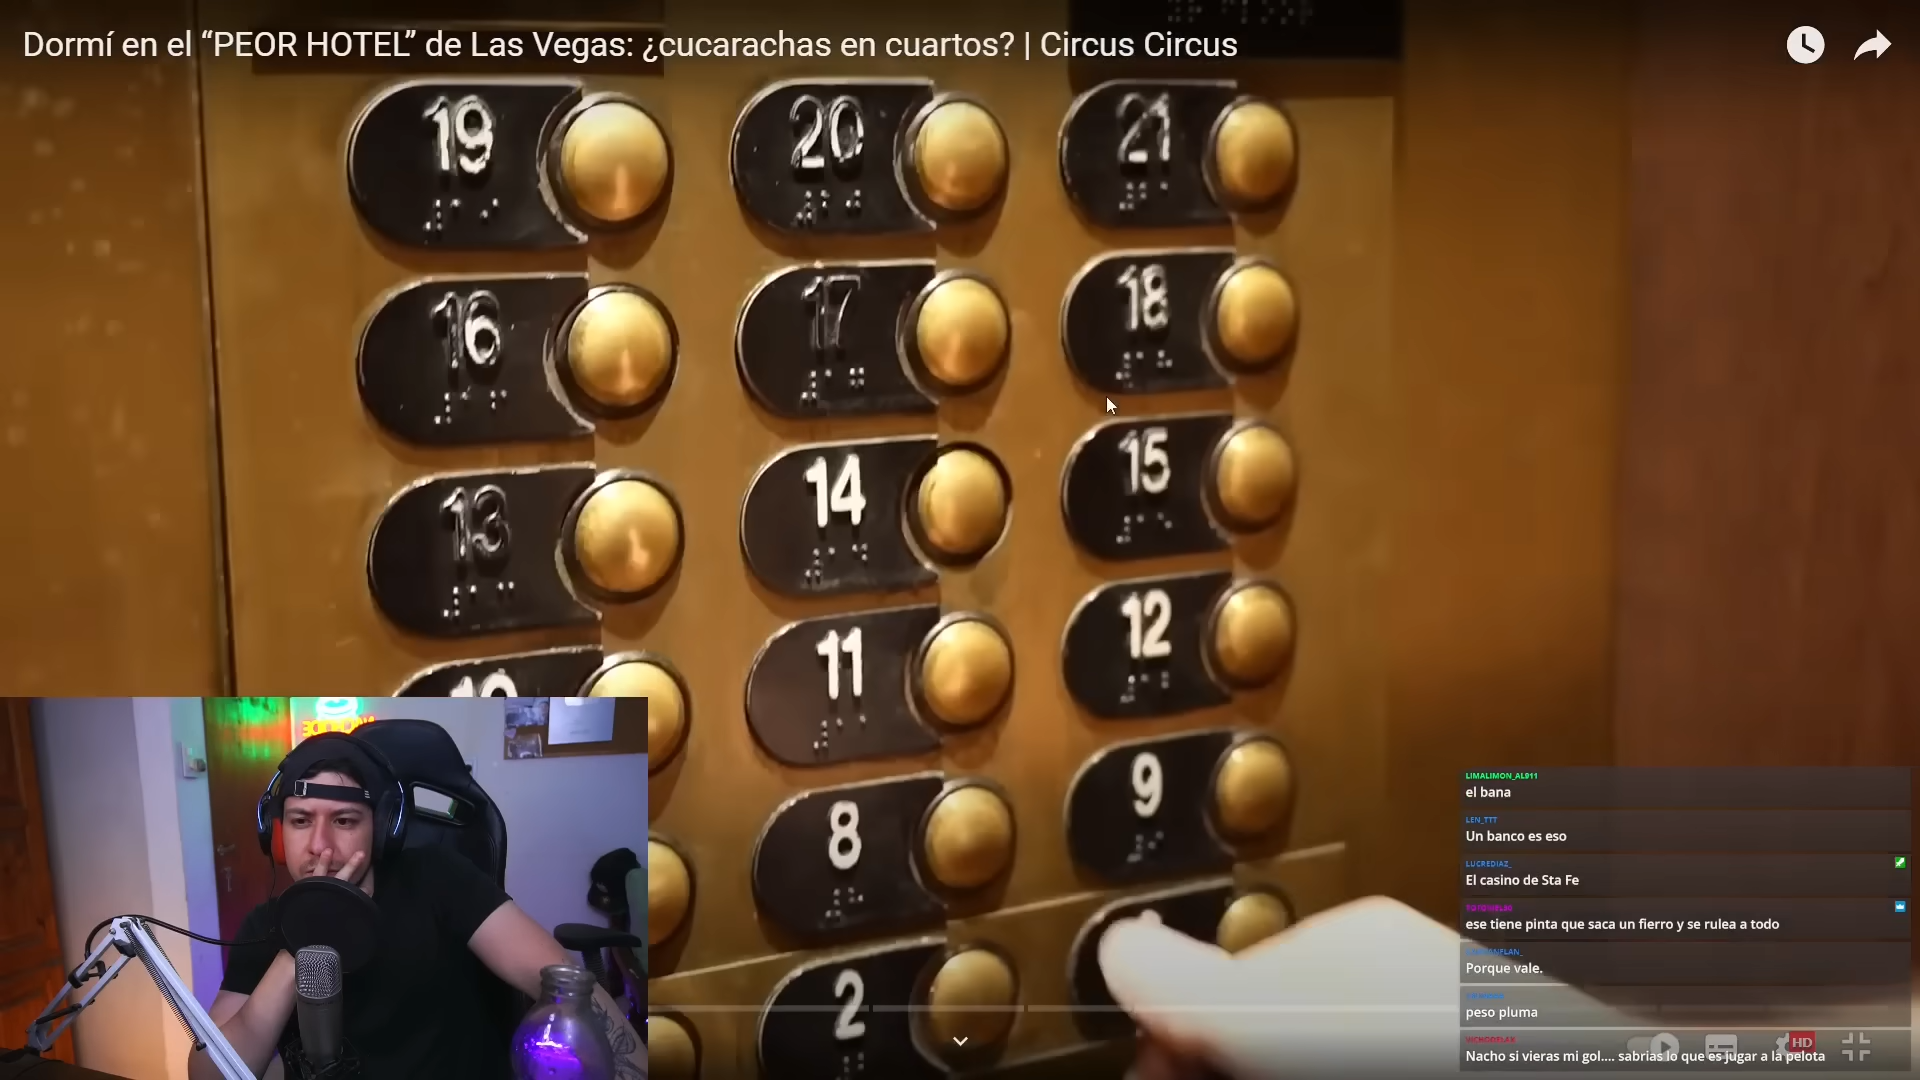 Dormí en el “PEOR HOTEL” de Las Vegas: ¿cucarachas en cuartos? | Circus Circus
19 20 21
16 17 18
13 14 15
10 11 12
8 9
2
LIMALIMON_AL911
el bana
LEN_TTT
Un banco es eso
LUCREDIAZ_
El casino de Sta Fe
ese tiene pinta que saca un fierro y se rulea a todo
Porque vale.
peso pluma
Nacho si vieras mi gol.... sabrias lo que es jugar a la pelota
HD